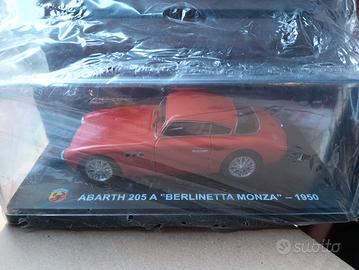 ABARTH 205 A "BERLINETTA MONZA" – 1950
subito